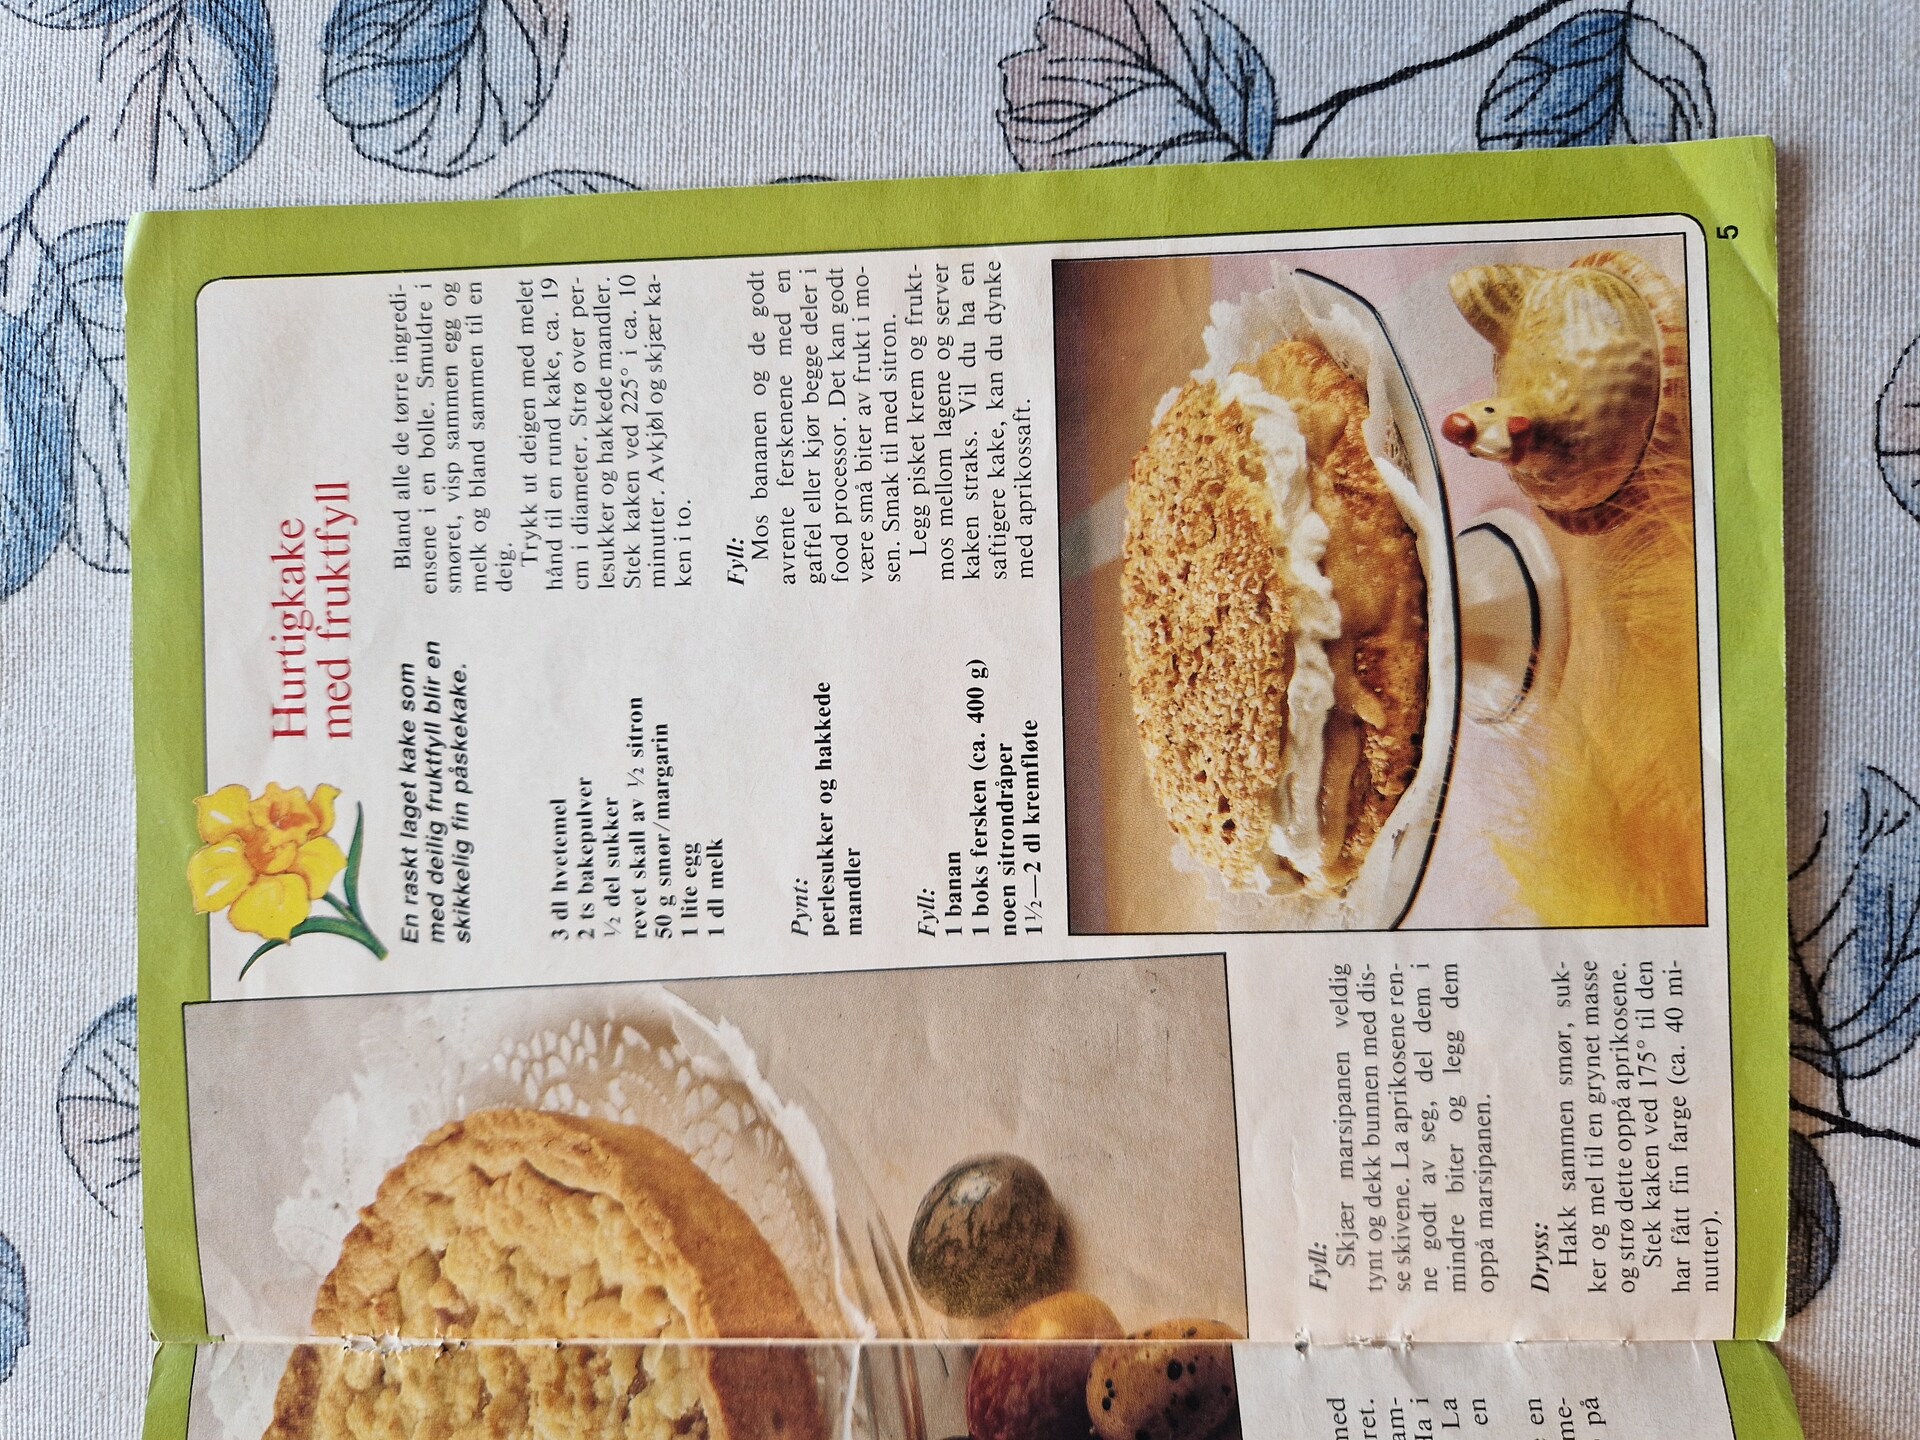 Hurtigkake
med fruktfyll
En raskt laget kake som
med deilig fruktfyll blir en
skikkelig fin påskekake.
3 dl hvetemel
2 ts bakepulver
½ del sukker
revet skall av ½ sitron
50 g smør/margarin
1 lite egg
1 dl melk
Pynt:
perlesukker og hakkede
mandler
Fyll:
1 banan
1 boks fersken (ca. 400 g)
noen sitrondråper
1½—2 dl kremfløte
Bland alle de tørre ingredi-
ensene i en bolle. Smuldre i
smøret, visp sammen egg og
melk og bland sammen til en
deig.
Trykk ut deigen med melet
hånd til en rund kake, ca. 19
cm i diameter. Strø over per-
lesukker og hakkede mandler.
Stek kaken ved 225° i ca. 10
minutter. Avkjøl og skjær ka-
ken i to.
Fyll:
Mos bananen og de godt
avrente ferskenene med en
gaffel eller kjør begge deler i
food processor. Det kan godt
være små biter av frukt i mo-
sen. Smak til med sitron.
Legg pisket krem og frukt-
mos mellom lagene og server
kaken straks. Vil du ha en
saftigere kake, kan du dynke
med aprikossaft.
med
ret.
am-
Ha i
La
en
en
me-
på
Fyll:
Skjær marsipanen veldig
tynt og dekk bunnen med dis-
se skivene. La aprikosene ren-
ne godt av seg, del dem i
mindre biter og legg dem
oppå marsipanen.
Dryss:
Hakk sammen smør, suk-
ker og mel til en grynet masse
og strø dette oppå aprikosene.
Stek kaken ved 175° til den
har fått fin farge (ca. 40 mi-
nutter).
5